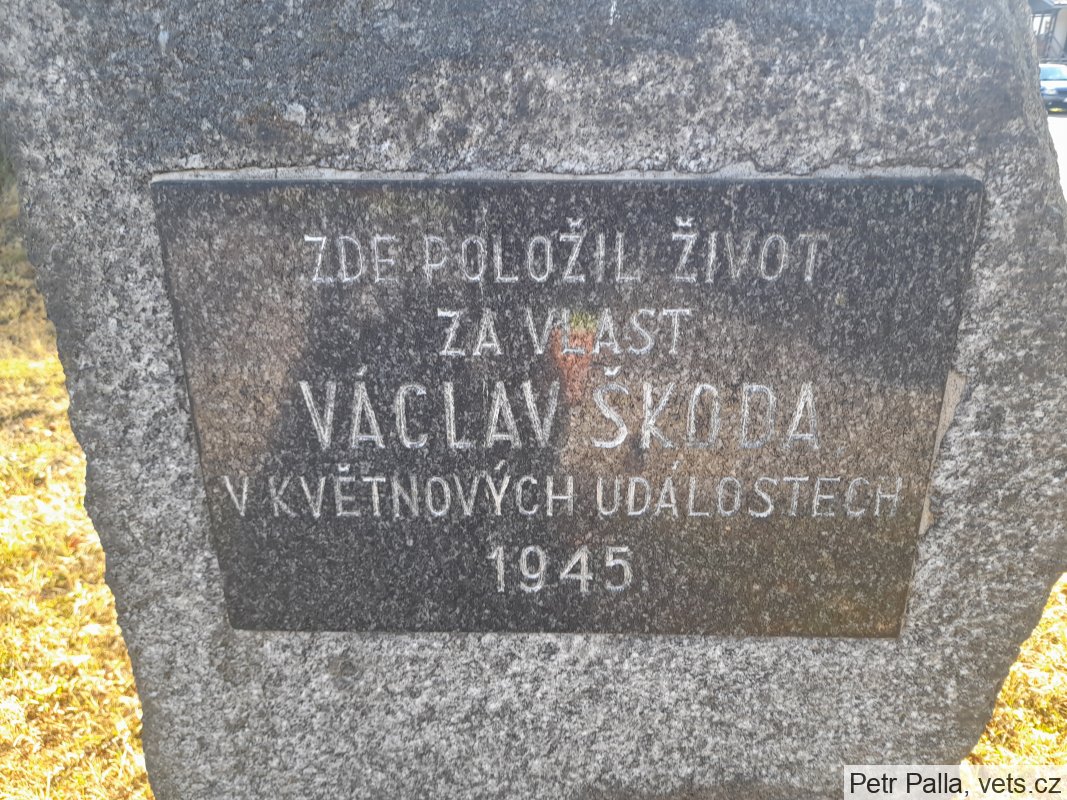 ZDE POLOŽIL ŽIVOT
ZA VLAST
VÁCLAV ŠKODA
V KVĚTNOVÝCH UDÁLOSTECH
1945
Petr Palla, vets.cz